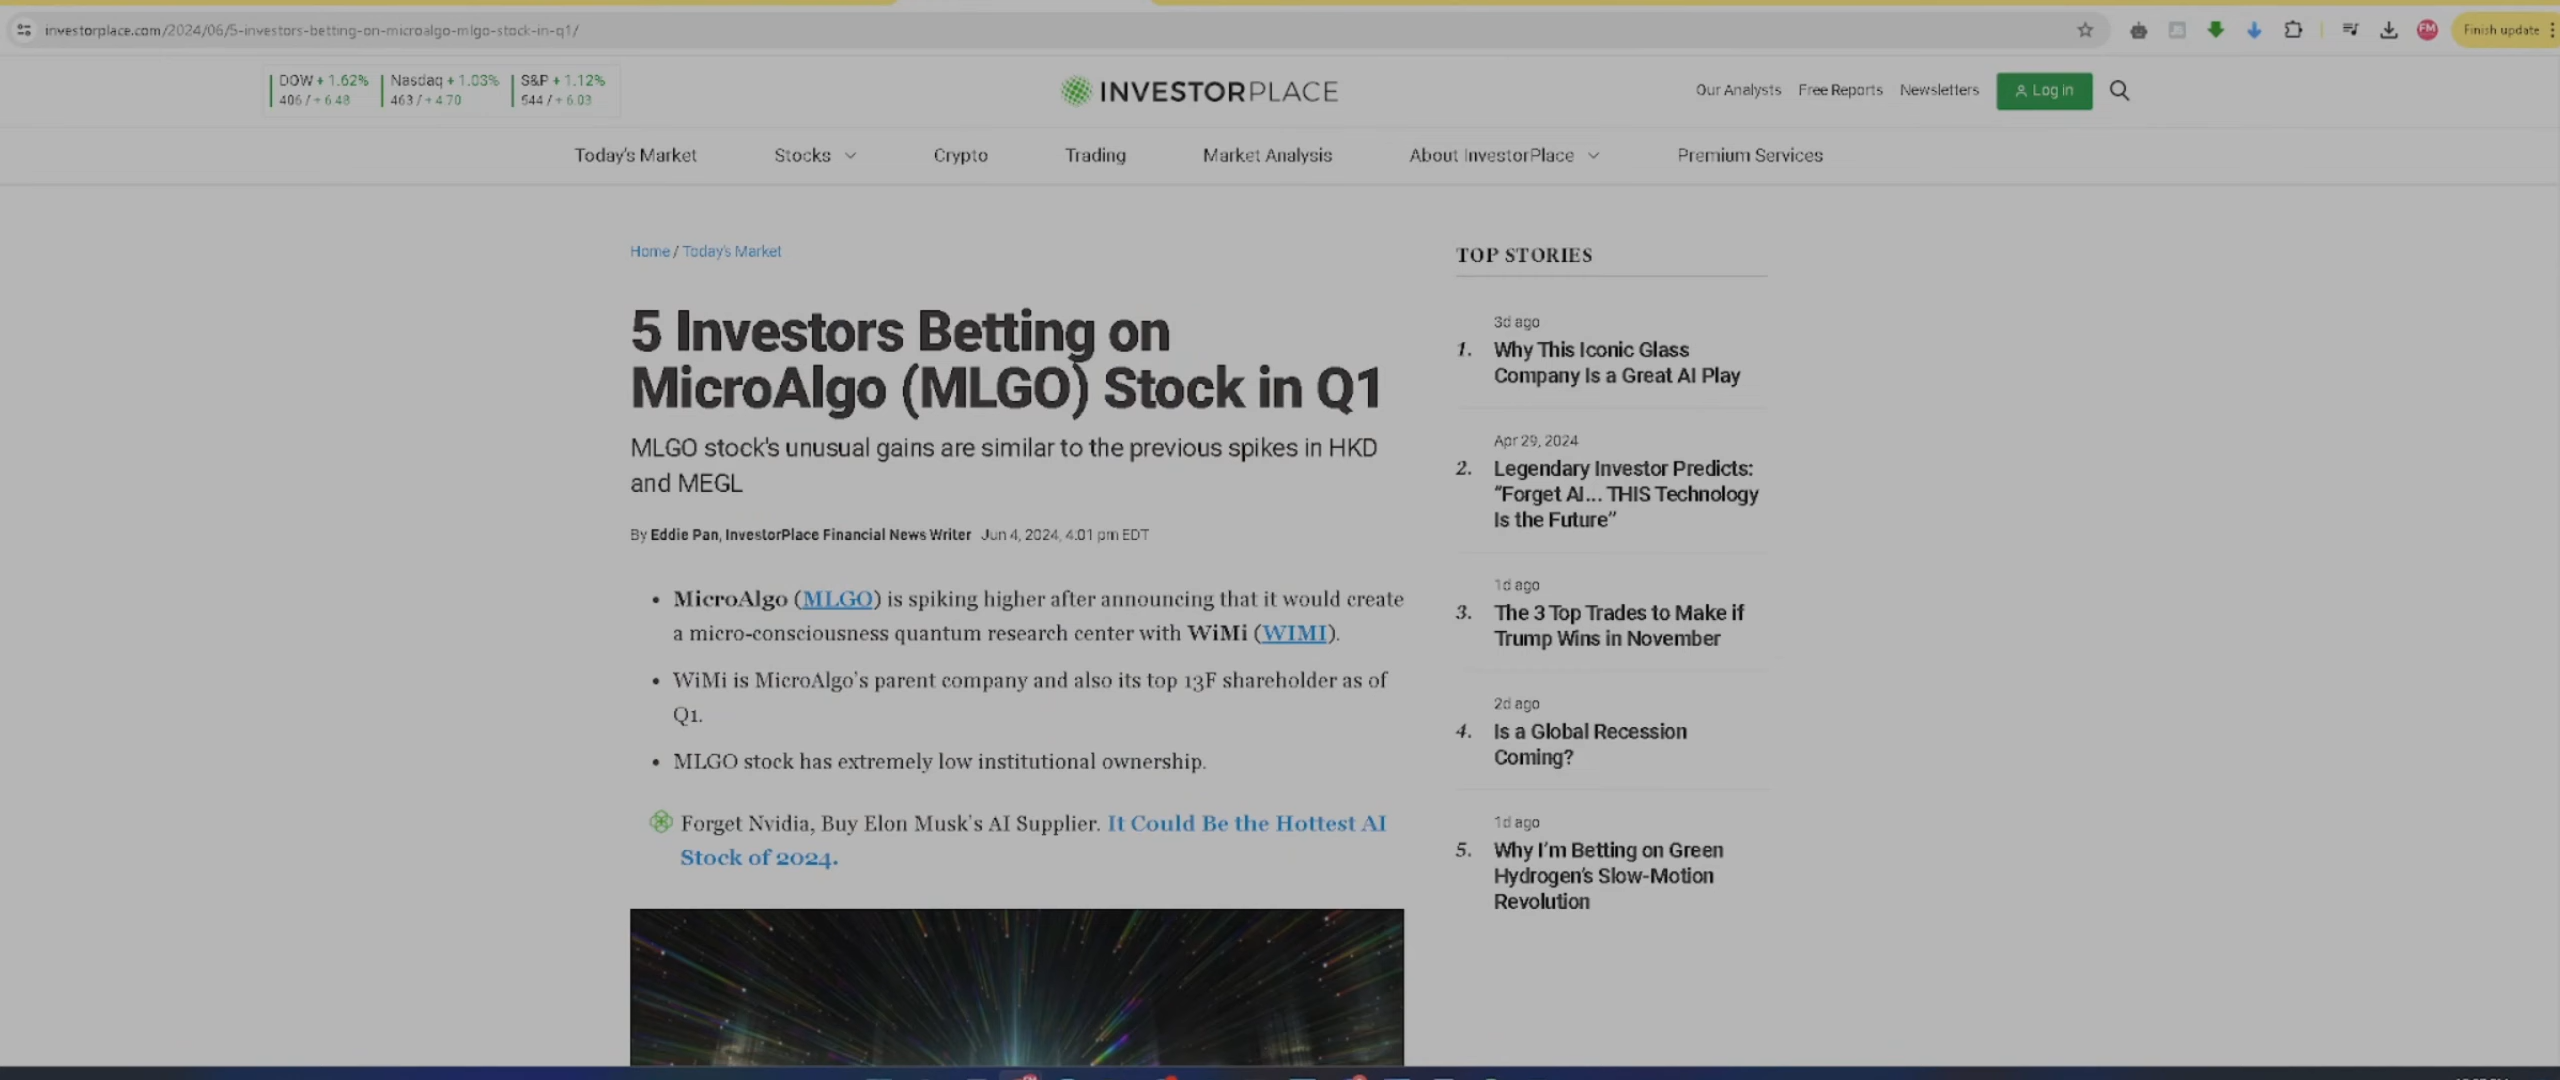 investorplace.com/2024/06/5-investors-betting-on-microalgo-mlgo-stock-in-q1/
FM
Finish update
DOW + 1.62%
406 / + 6.48
Nasdaq + 1.03%
463 / + 4.70
S&P + 1.12%
544 / + 6.03
INVESTORPLACE
Our Analysts
Free Reports
Newsletters
Log in
Today's Market
Stocks
Crypto
Trading
Market Analysis
About InvestorPlace
Premium Services
Home / Today's Market
5 Investors Betting on
MicroAlgo (MLGO) Stock in Q1
MLGO stock's unusual gains are similar to the previous spikes in HKD
and MEGL
By Eddie Pan, InvestorPlace Financial News Writer Jun 4, 2024, 4:01 pm EDT
• MicroAlgo (MLGO) is spiking higher after announcing that it would create
a micro-consciousness quantum research center with WiMi (WIMI).
• WiMi is MicroAlgo's parent company and also its top 13F shareholder as of
Q1.
• MLGO stock has extremely low institutional ownership.
Forget Nvidia, Buy Elon Musk's AI Supplier. It Could Be the Hottest AI
Stock of 2024.
TOP STORIES
3d ago
1. Why This Iconic Glass
Company Is a Great AI Play
Apr 29, 2024
2. Legendary Investor Predicts:
“Forget AI... THIS Technology
Is the Future”
1d ago
3. The 3 Top Trades to Make if
Trump Wins in November
2d ago
4. Is a Global Recession
Coming?
1d ago
5. Why I'm Betting on Green
Hydrogen's Slow-Motion
Revolution